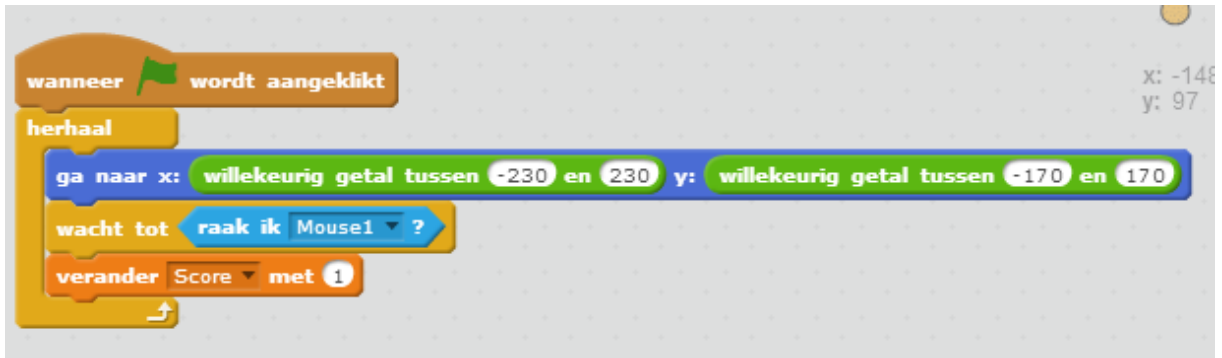 wanneer wordt aangeklikt
x: -148
y: 97
herhaal
ga naar x: willekeurig getal tussen -230 en 230 y: willekeurig getal tussen -170 en 170
wacht tot raak ik Mouse1 ?
verander Score met 1